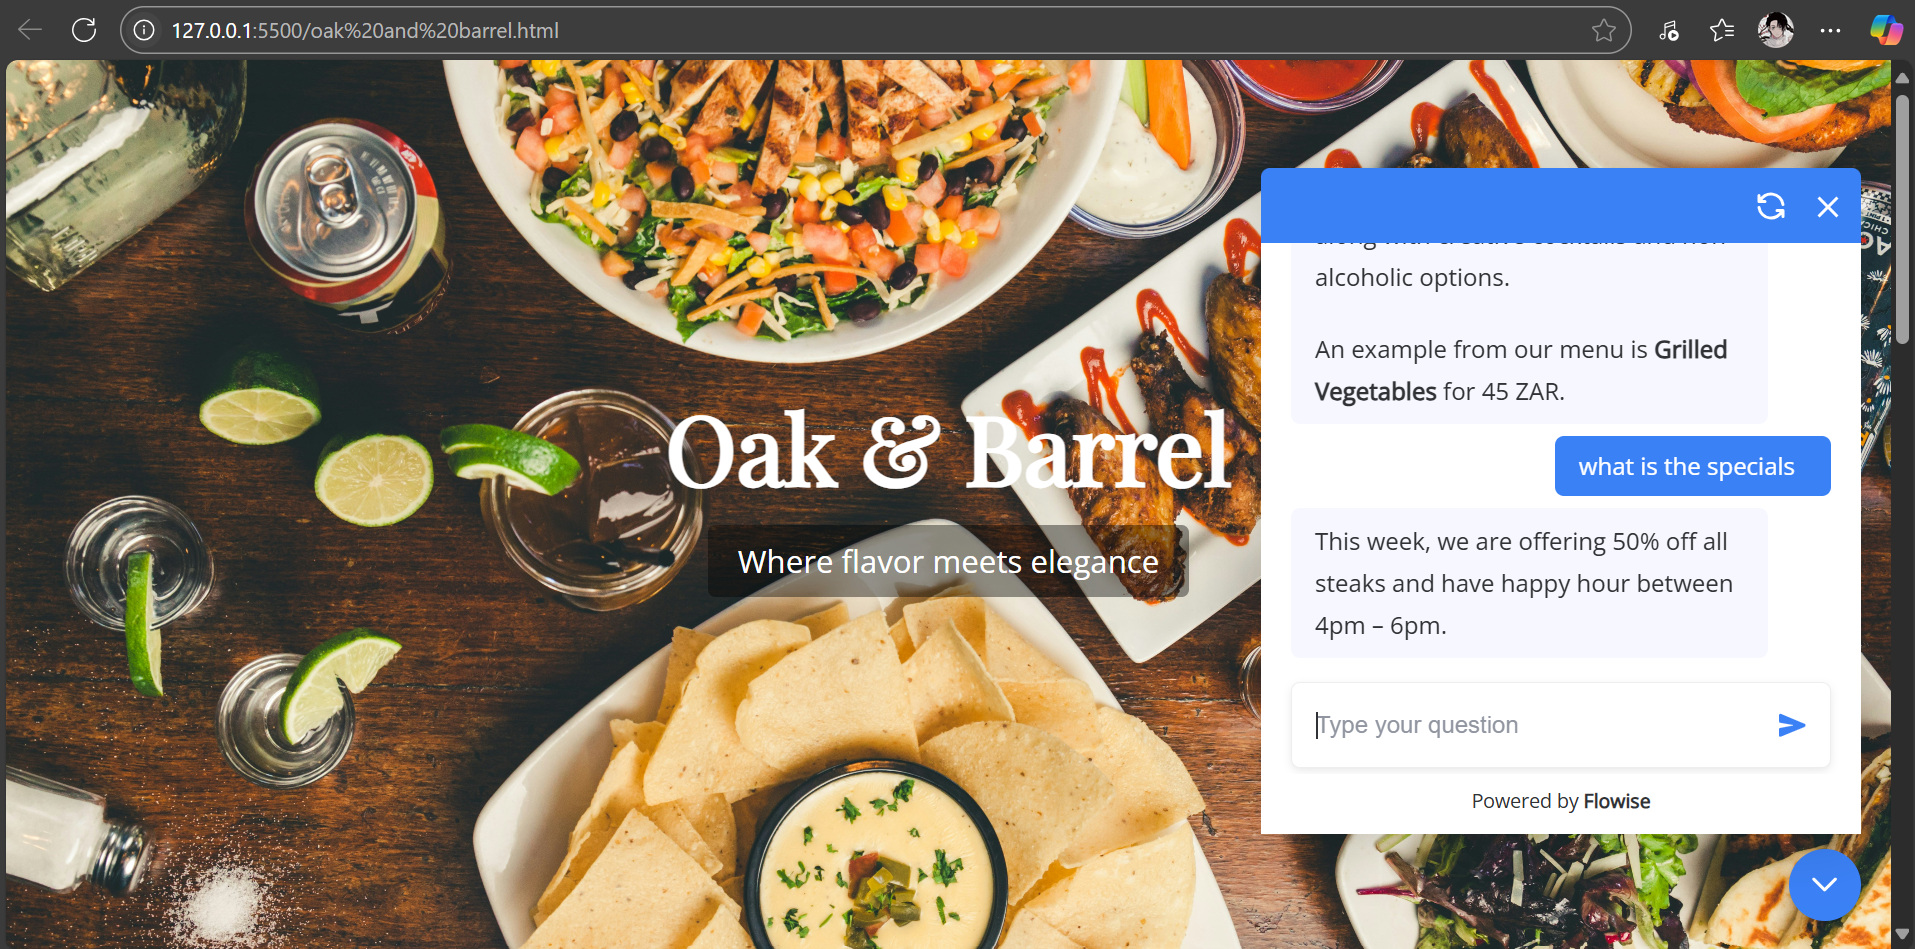 127.0.0.1:5500/oak%20and%20barrel.html
alcoholic options.
An example from our menu is Grilled
Vegetables for 45 ZAR.
what is the specials
Oak & Barrel
Where flavor meets elegance
This week, we are offering 50% off all
steaks and have happy hour between
4pm – 6pm.
Type your question
Powered by Flowise